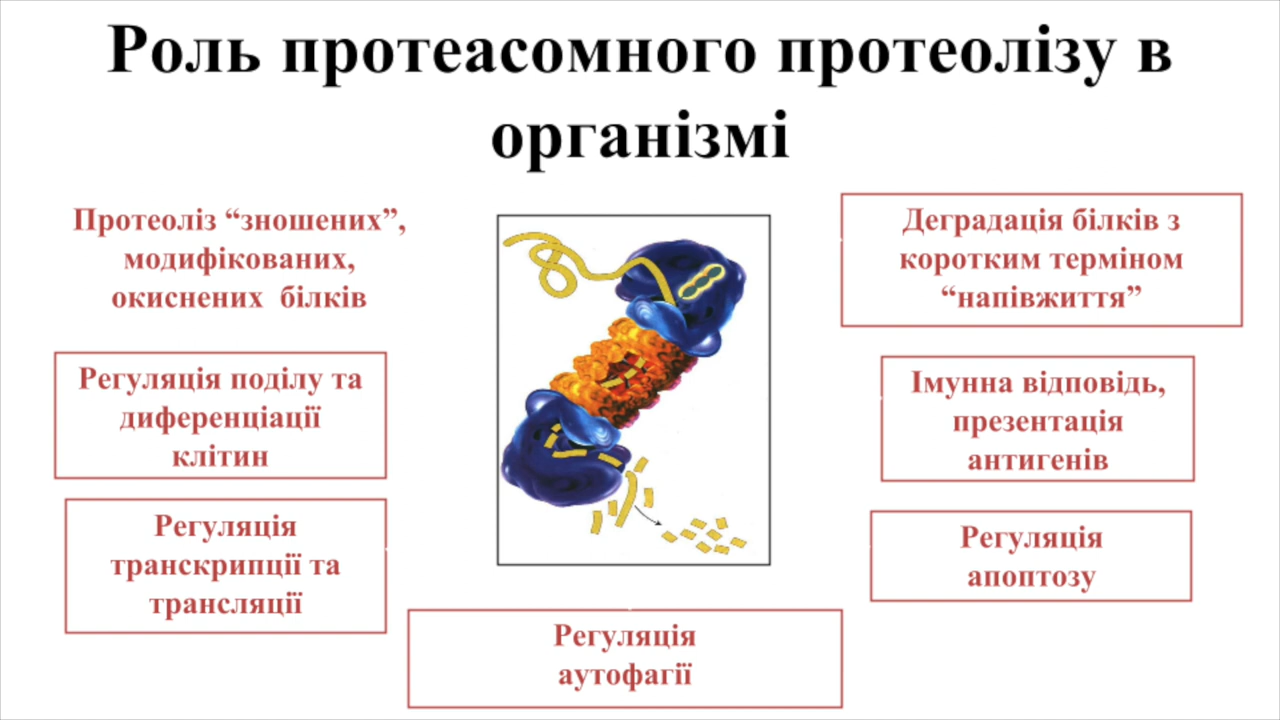 Роль протеасомного протеолізу в
організмі
Протеоліз “зношених”,
модифікованих,
окиснених білків
Деградація білків з
коротким терміном
“напівжиття”
Регуляція поділу та
диференціації
клітин
Імунна відповідь,
презентація
антигенів
Регуляція
транскрипції та
трансляції
Регуляція
апоптозу
Регуляція
аутофагії